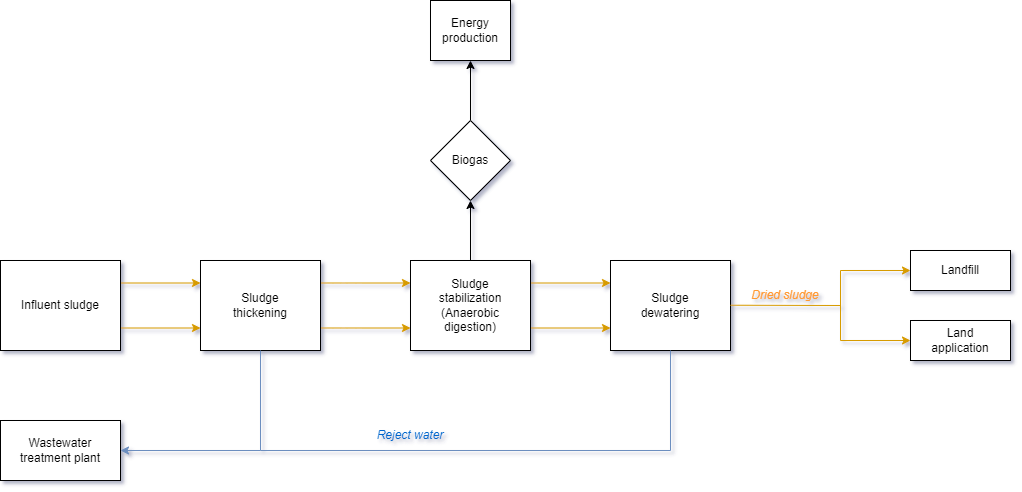 Energy
production
Biogas
Influent sludge
Sludge
thickening
Sludge
stabilization
(Anaerobic
digestion)
Sludge
dewatering
Dried sludge
Landfill
Land
application
Reject water
Wastewater
treatment plant